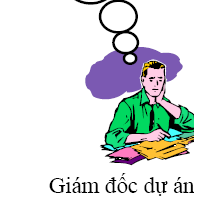 Giám đốc dự án